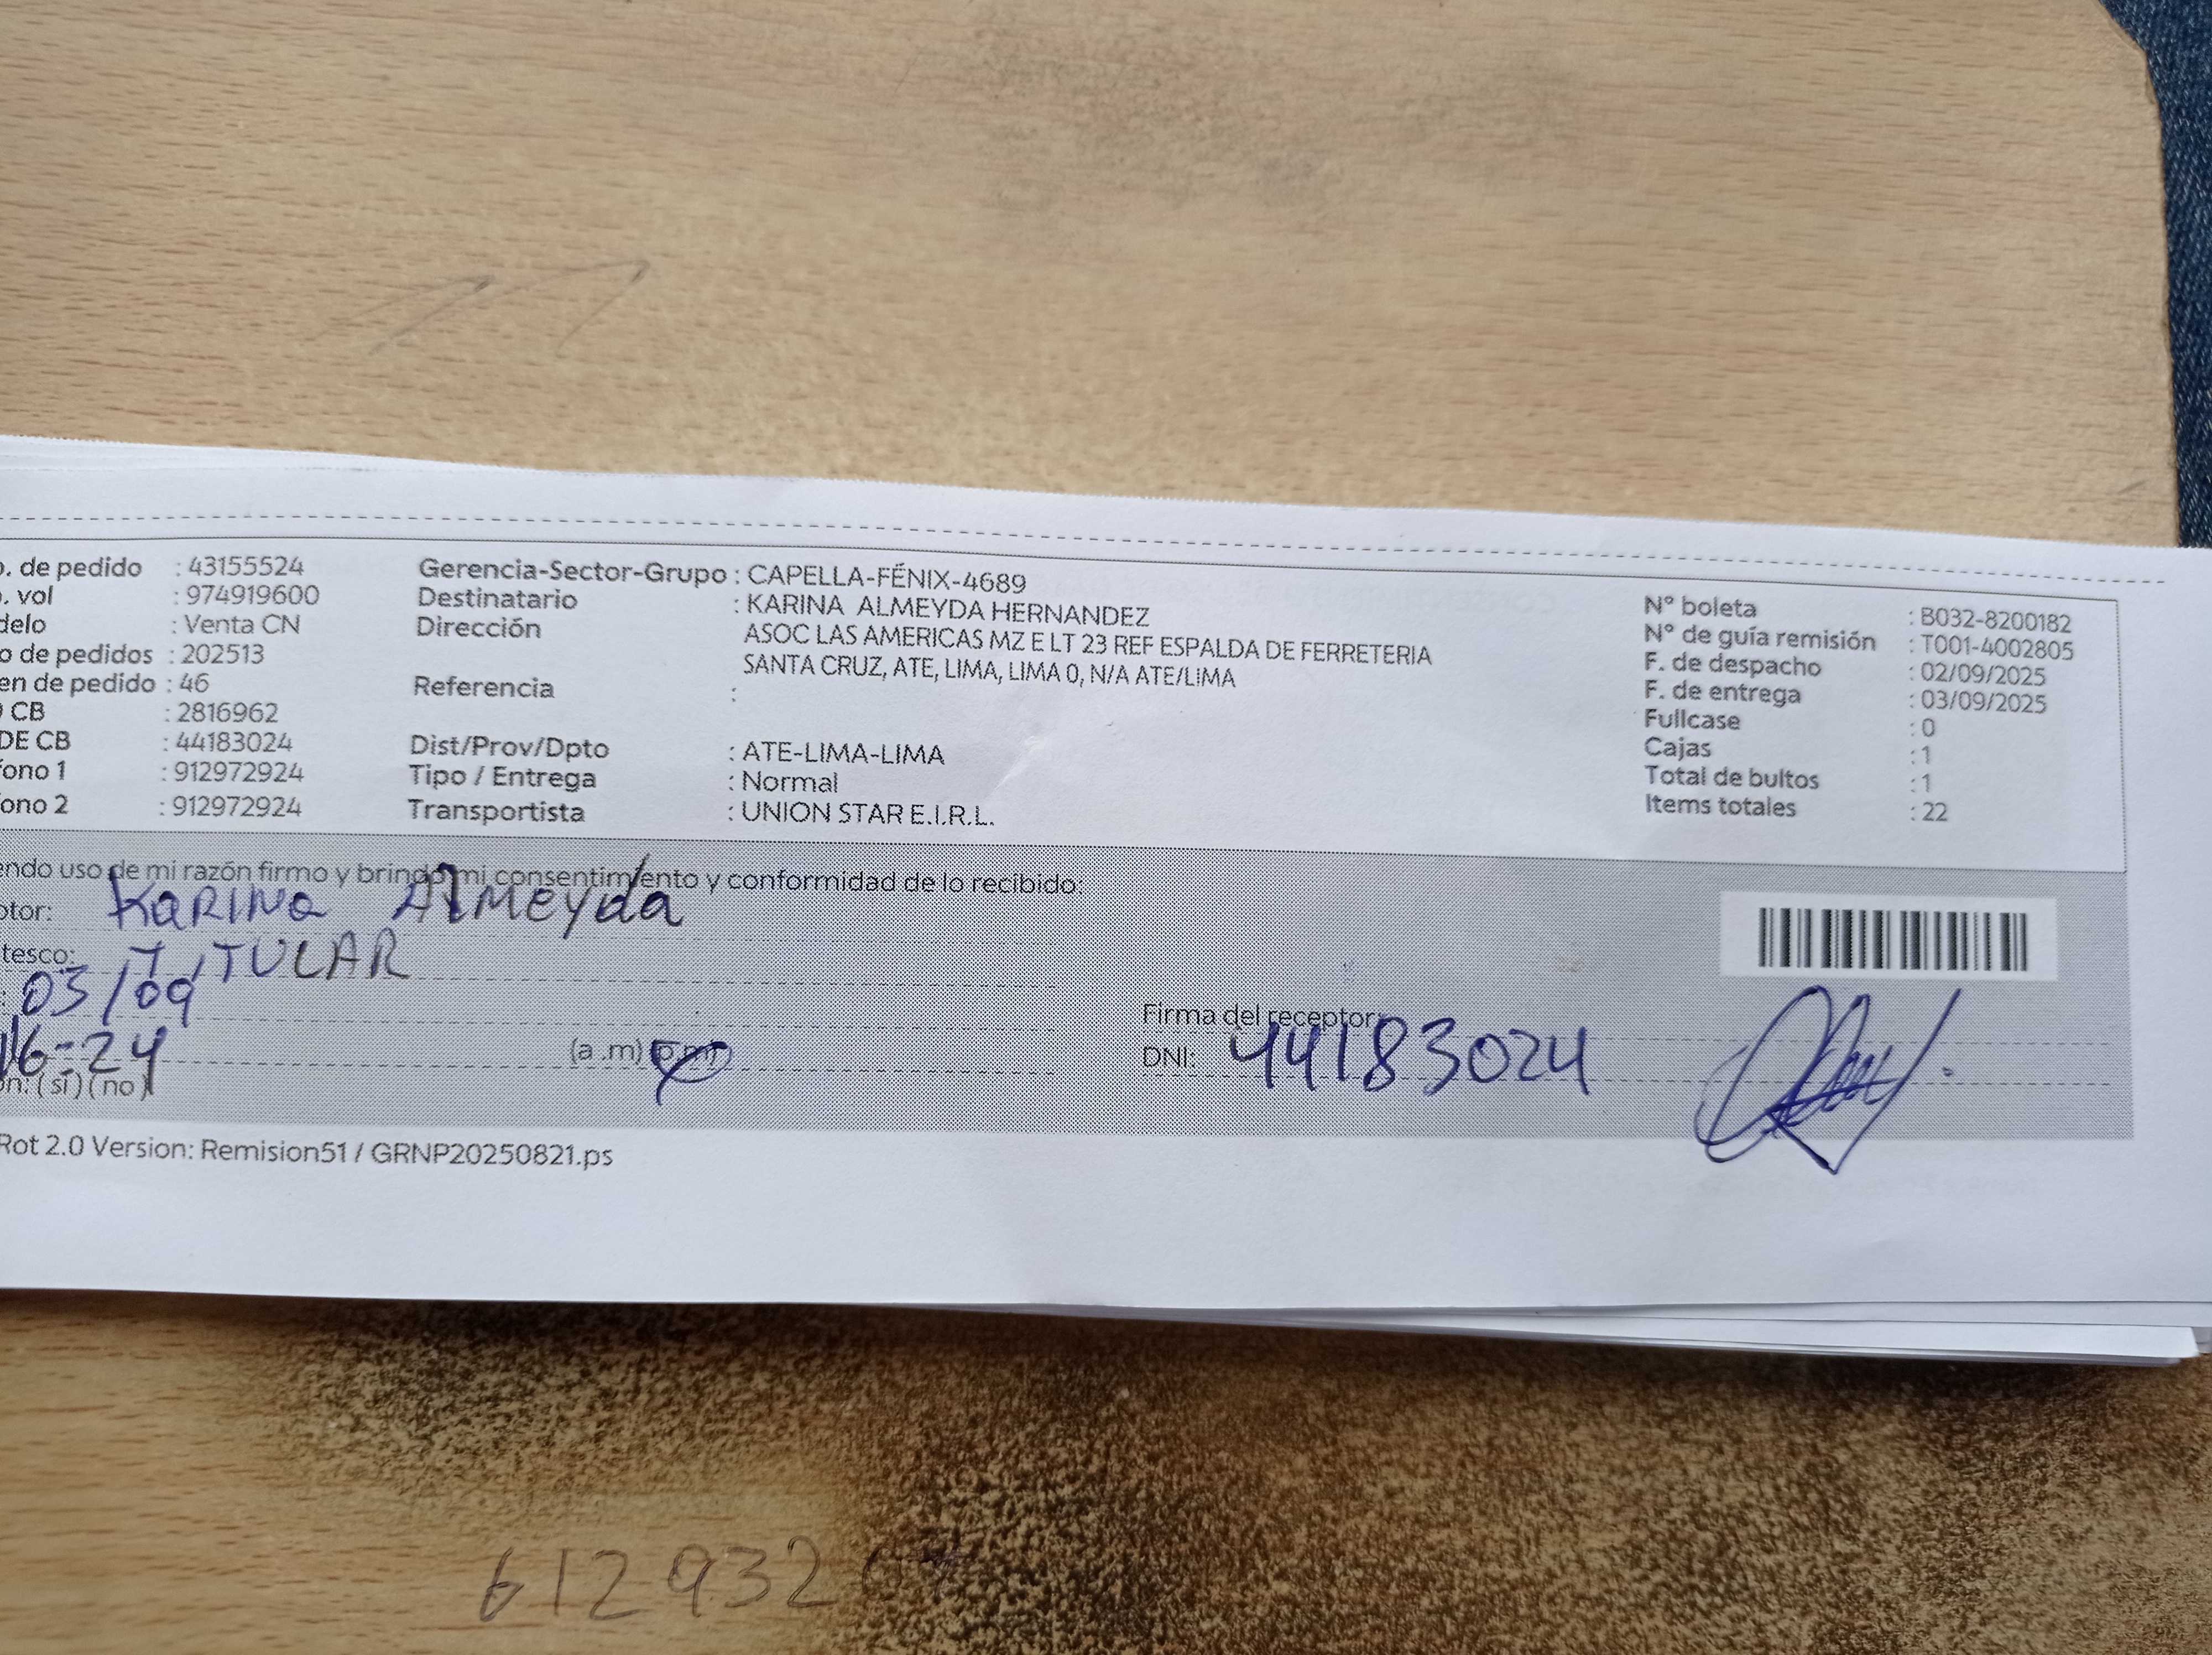 o. de pedido : 43155524 Gerencia-Sector-Grupo : CAPELLA-FÉNIX-4689
. vol : 974919600 Destinatario : KARINA ALMEYDA HERNANDEZ Nº boleta : B032-8200182
delo : Venta CN Dirección ASOC LAS AMERICAS MZ E LT 23 REF ESPALDA DE FERRETERIA Nº de guía remisión : T001-4002805
o de pedidos : 202513 SANTA CRUZ, ATE, LIMA, LIMA 0, N/A ATE/LIMA F. de despacho : 02/09/2025
en de pedido : 46 Referencia : F. de entrega : 03/09/2025
CB : 2816962 Fullcase : 0
DE CB : 44183024 Dist/Prov/Dpto : ATE-LIMA-LIMA Cajas : 1
fono 1 : 912972924 Tipo / Entrega : Normal Total de bultos : 1
ono 2 : 912972924 Transportista : UNION STAR E.I.R.L. Items totales : 22
endo uso de mi razón firmo y brindo mi consentimiento y conformidad de lo recibido:
ptor: KARINA ALMEYDA
tesco: TITULAR
: 03/09
16:24 (a .m) (p.m)
Firma del receptor:
DNI: 44183024
on: (sí) (no)
Rot 2.0 Version: Remision51 / GRNP20250821.ps
612932